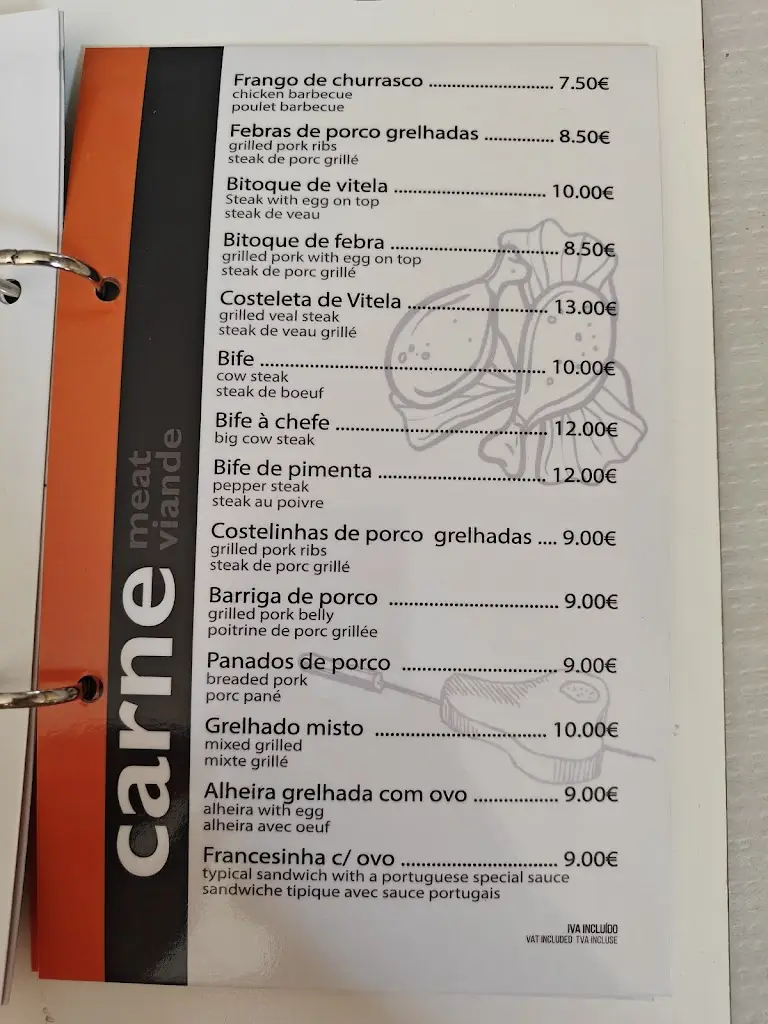 carne
meat
viande
Frango de churrasco ............................ 7.50€
chicken barbecue
poulet barbecue
Febras de porco grelhadas ................ 8.50€
grilled pork ribs
steak de porc grillé
Bitoque de vitela .................................. 10.00€
Steak with egg on top
steak de veau
Bitoque de febra ....................................... 8.50€
grilled pork with egg on top
steak de porc grillé
Costeleta de Vitela ............................... 13.00€
grilled veal steak
steak de veau grillé
Bife ................................................................ 10.00€
cow steak
steak de boeuf
Bife à chefe ................................................ 12.00€
big cow steak
Bife de pimenta ...................................... 12.00€
pepper steak
steak au poivre
Costelinhas de porco grelhadas .... 9.00€
grilled pork ribs
steak de porc grillé
Barriga de porco ...................................... 9.00€
grilled pork belly
poitrine de porc grillée
Panados de porco ................................... 9.00€
breaded pork
porc pané
Grelhado misto ...................................... 10.00€
mixed grilled
mixte grillé
Alheira grelhada com ovo ................... 9.00€
alheira with egg
alheira avec oeuf
Francesinha c/ ovo ................................... 9.00€
typical sandwich with a portuguese special sauce
sandwiche tipique avec sauce portugais
IVA INCLUÍDO
VAT INCLUDED TVA INCLUSE